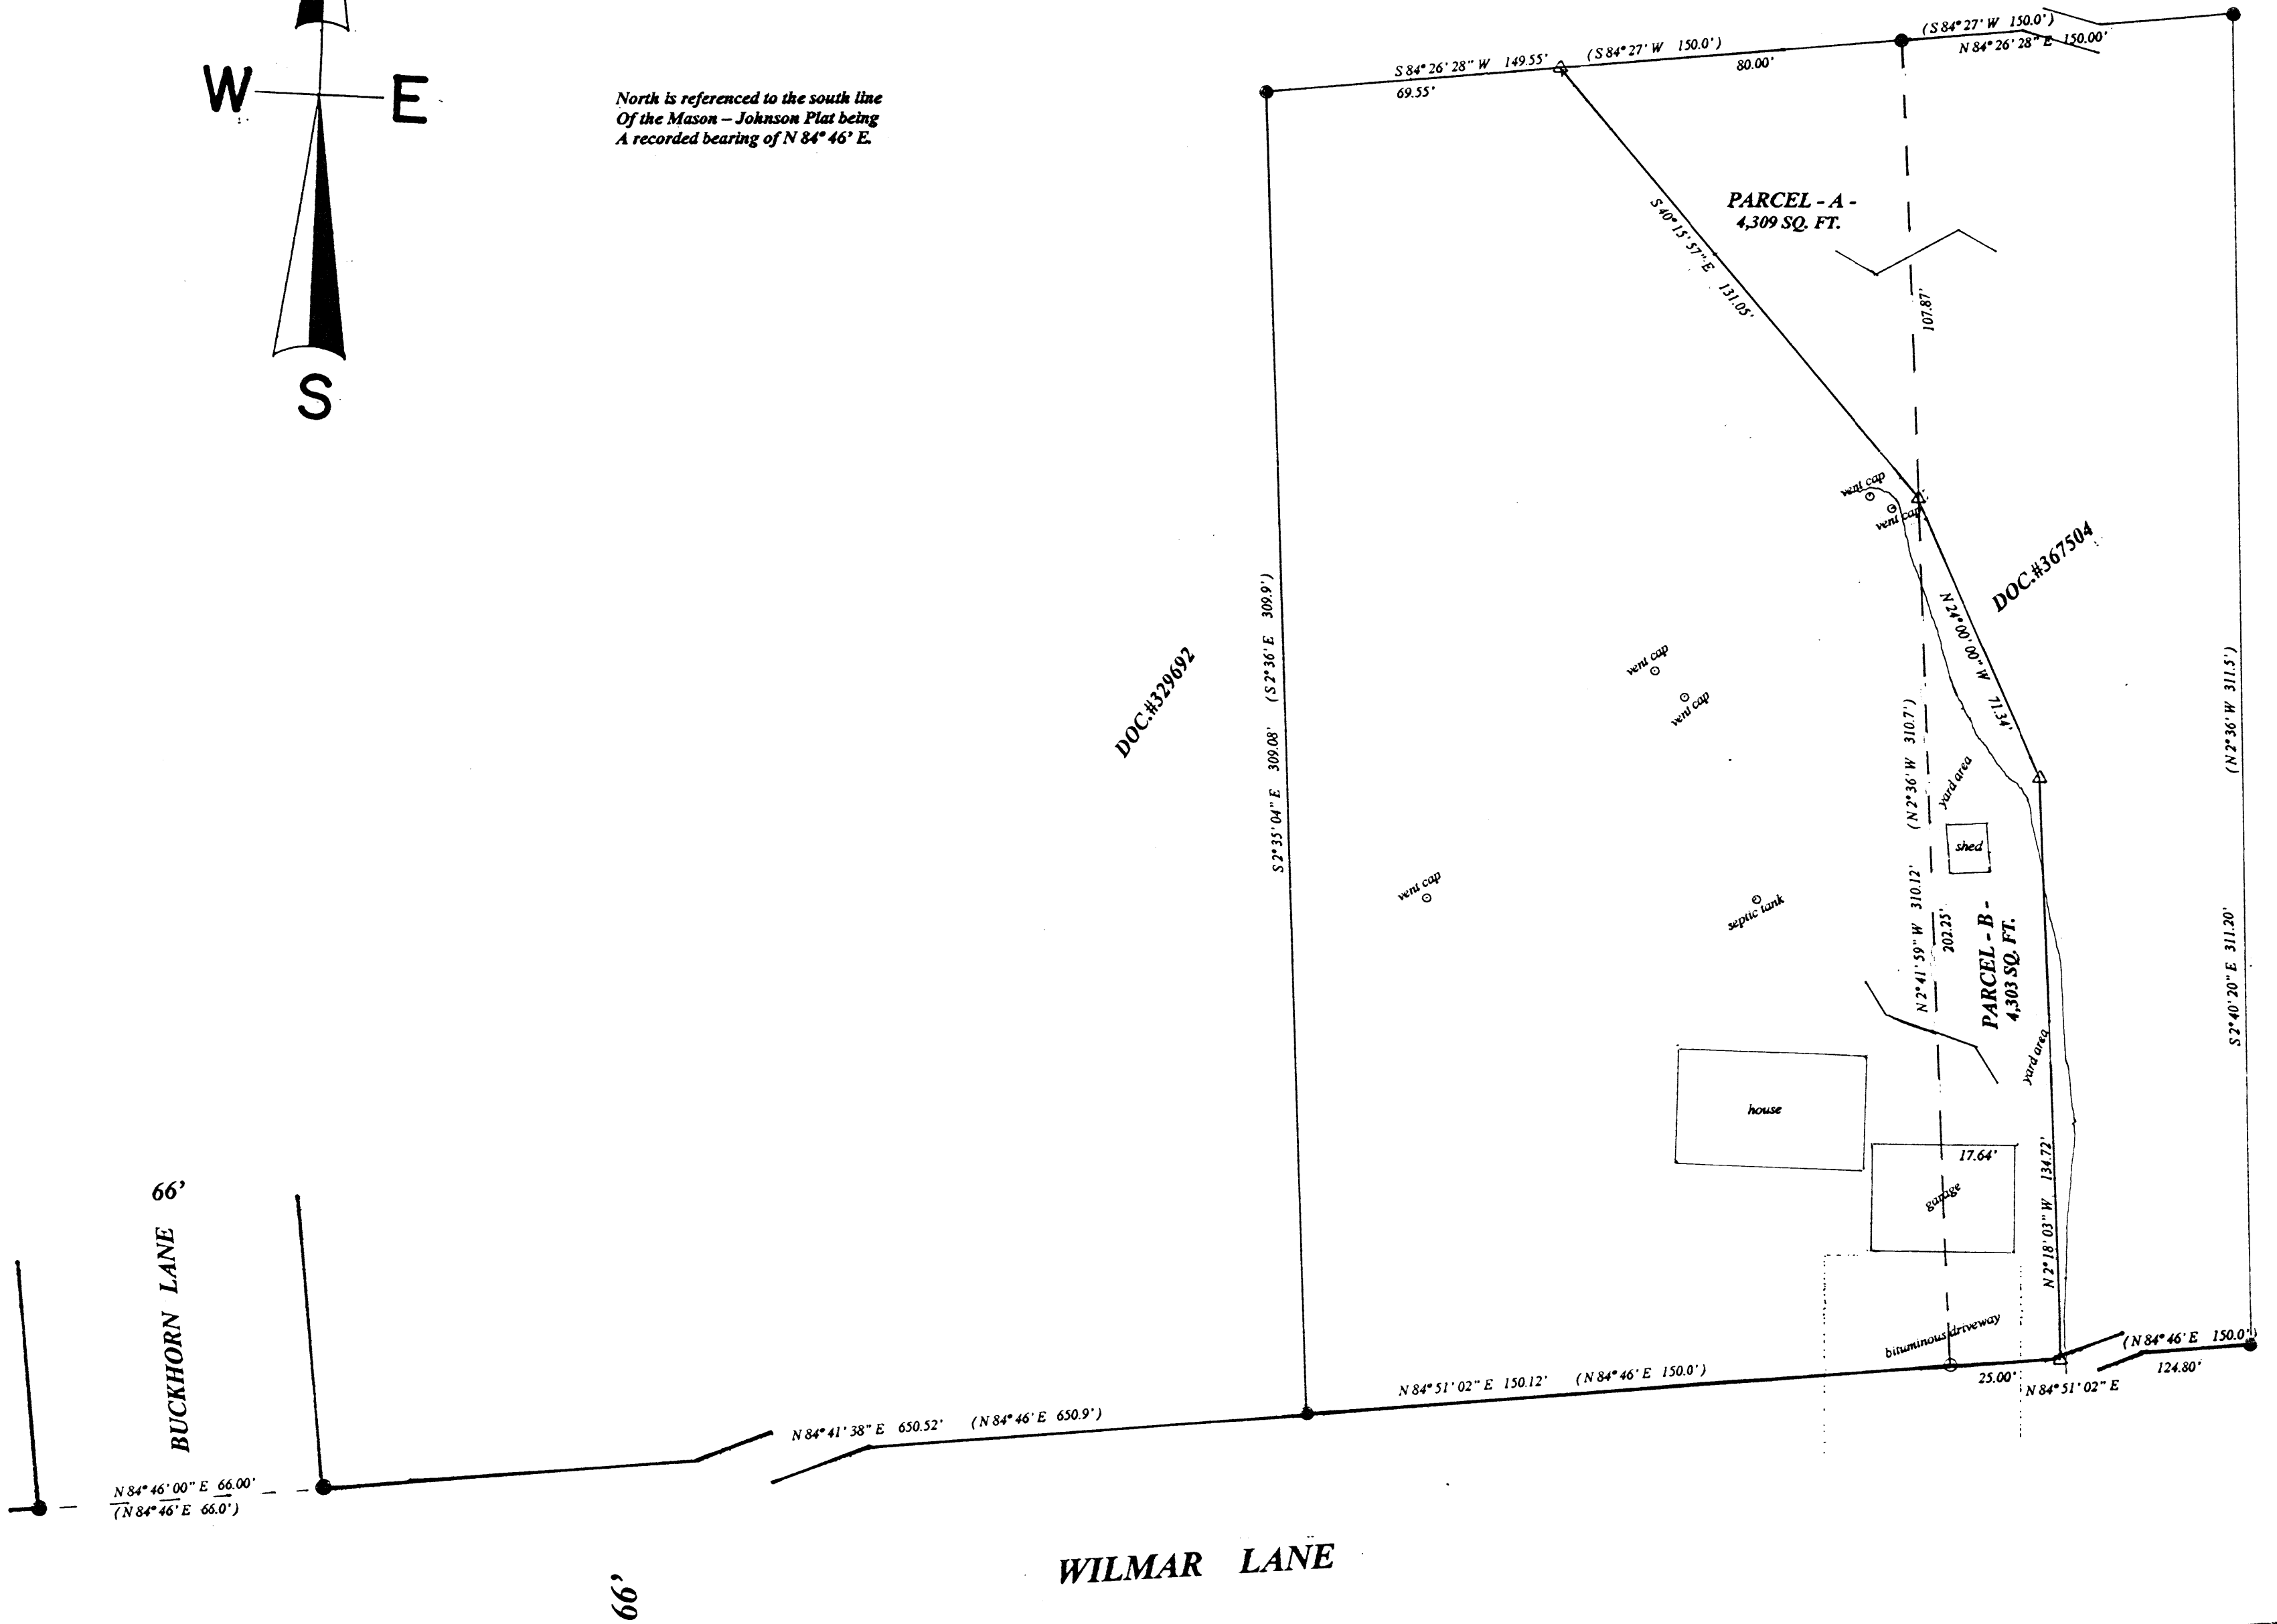 W E
S
North is referenced to the south line
Of the Mason – Johnson Plat being
A recorded bearing of N 84° 46' E.
S 84° 26' 28" W 149.55'
(S 84° 27' W 150.0')
(S 84° 27' W 150.0')
N 84° 26' 28" E 150.00'
69.55'
80.00'
PARCEL - A -
4,309 SQ. FT.
S 40° 15' 57" E 131.05'
107.87'
vent cap
vent cap
DOC.#367504
N 24° 00' 00" W 71.34'
DOC.#329692
S 2° 35' 04" E 309.08' (S 2° 36' E 309.9')
vent cap
vent cap
vent cap
septic tank
N 2° 41' 59" W 310.12' (N 2° 36' W 310.7')
202.25'
yard area
shed
PARCEL - B -
4,303 SQ. FT.
yard area
S 2° 40' 20" E 311.20' (N 2° 36' W 311.5')
house
17.64'
garage
N 2° 18' 03" W 134.72'
bituminous driveway
(N 84° 46' E 150.0')
124.80'
25.00'
N 84° 51' 02" E
N 84° 51' 02" E 150.12' (N 84° 46' E 150.0')
N 84° 41' 38" E 650.52' (N 84° 46' E 650.9')
66'
BUCKHORN LANE
N 84° 46' 00" E 66.00'
(N 84° 46' E 66.0')
WILMAR LANE
66'